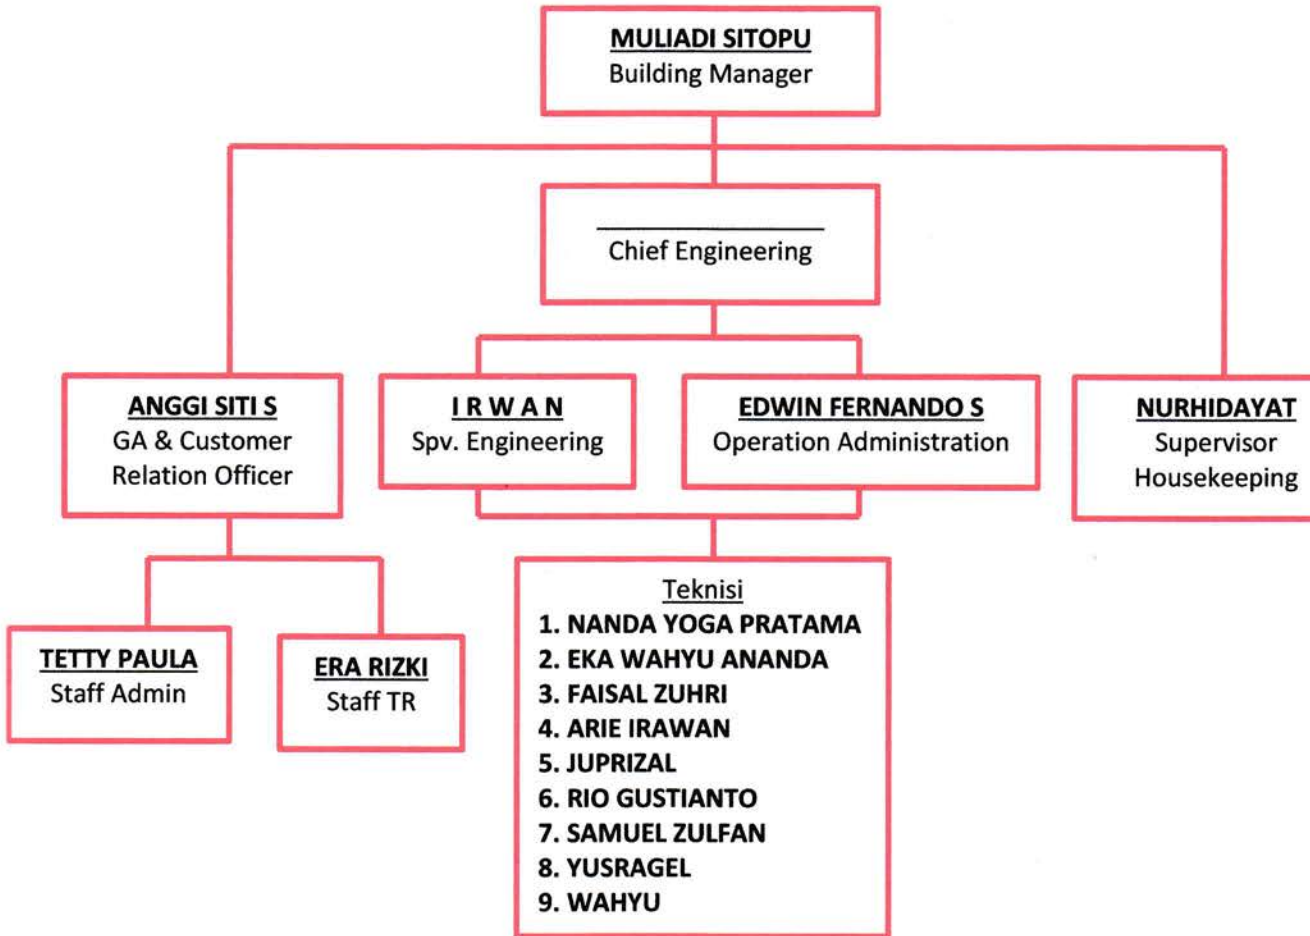 MULIADI SITOPU
Building Manager
Chief Engineering
ANGGI SITI S
GA & Customer
Relation Officer
I R W A N
Spv. Engineering
EDWIN FERNANDO S
Operation Administration
NURHIDAYAT
Supervisor
Housekeeping
TETTY PAULA
Staff Admin
ERA RIZKI
Staff TR
Teknisi
1. NANDA YOGA PRATAMA
2. EKA WAHYU ANANDA
3. FAISAL ZUHRI
4. ARIE IRAWAN
5. JUPRIZAL
6. RIO GUSTIANTO
7. SAMUEL ZULFAN
8. YUSRAGEL
9. WAHYU